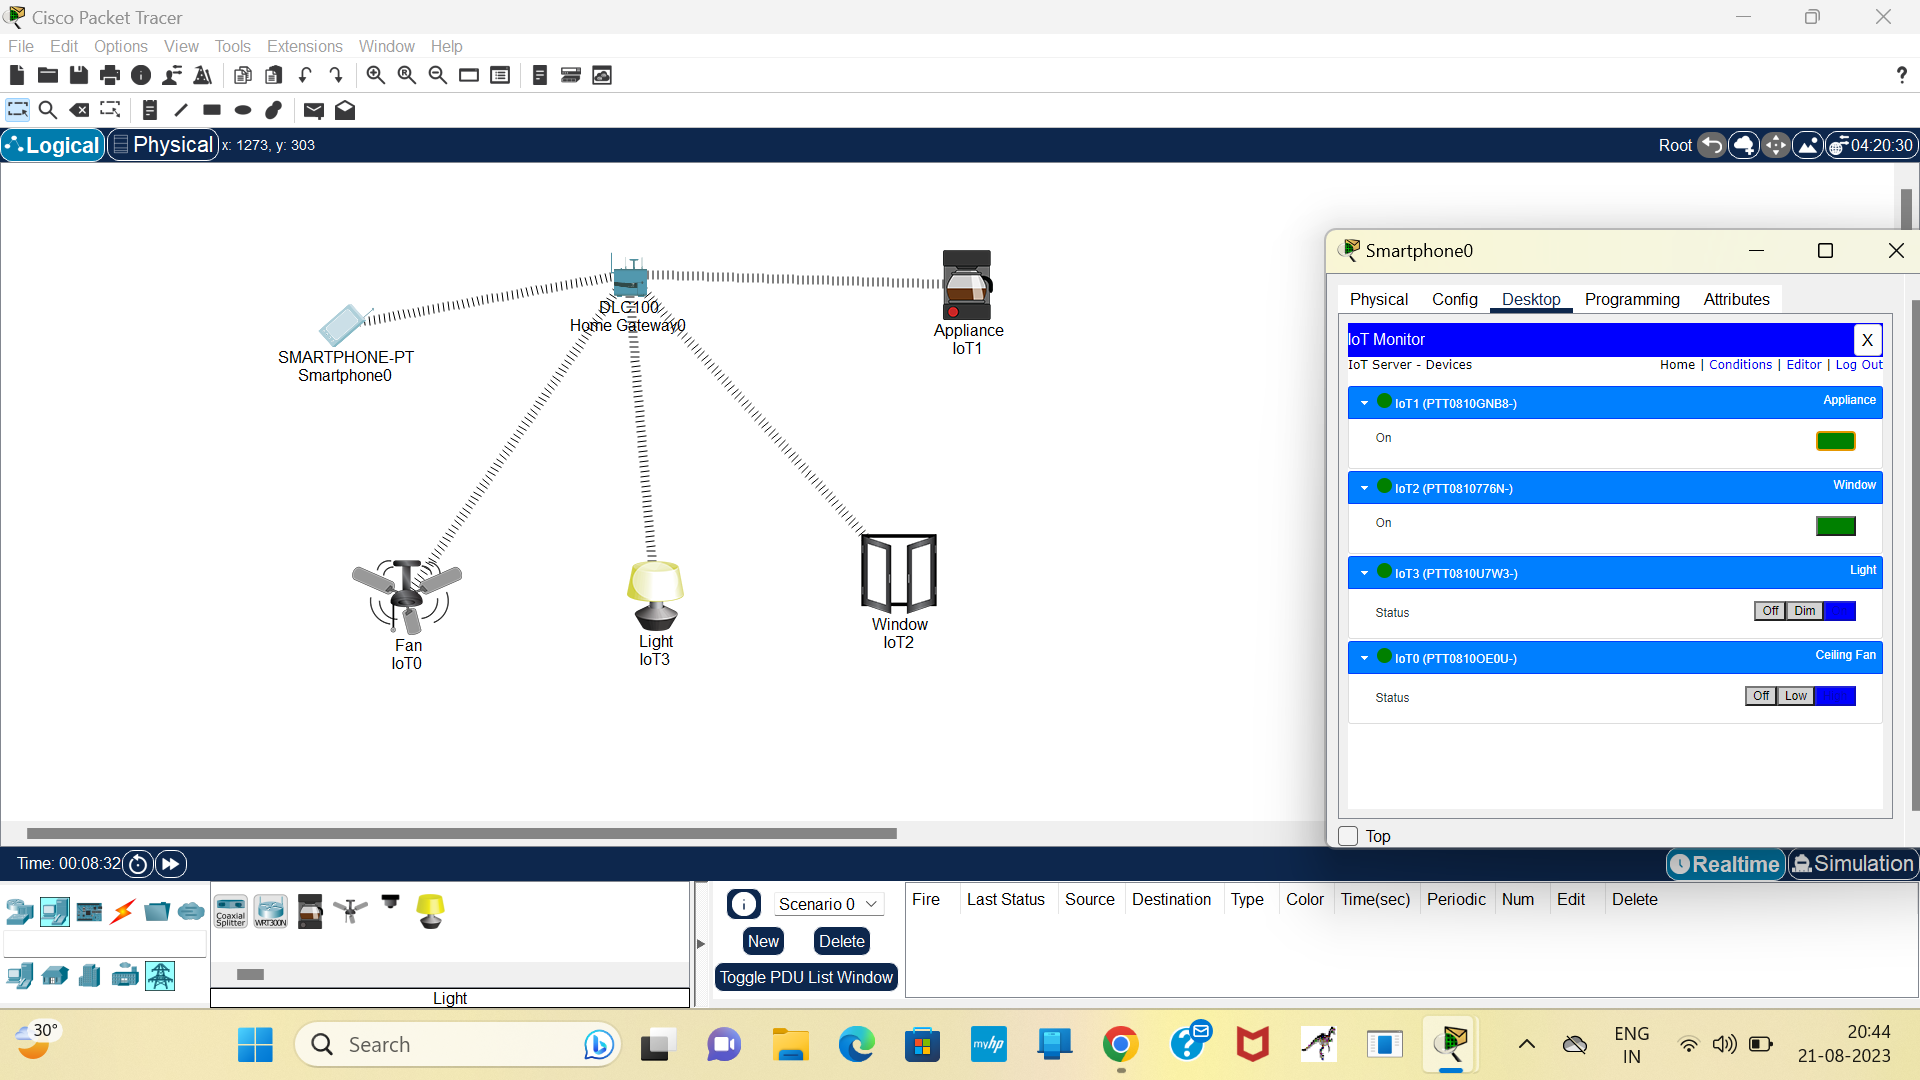 Cisco Packet Tracer
File Edit Options View Tools Extensions Window Help
?
Logical Physical x: 1273, y: 303 Root 04:20:30
SMARTPHONE-PT
Smartphone0
DLC100
Home Gateway0
Appliance
IoT1
Fan
IoT0
Light
IoT3
Window
IoT2
Smartphone0
Physical Config Desktop Programming Attributes
IoT Monitor X
IoT Server - Devices Home | Conditions | Editor | Log Out
IoT1 (PTT0810GNB8-) Appliance
On
IoT2 (PTT0810776N-) Window
On
IoT3 (PTT0810U7W3-) Light
Status Off Dim
IoT0 (PTT0810OE0U-) Ceiling Fan
Status Off Low
Top
Time: 00:08:32 Realtime Simulation
Coaxial
Splitter
WRT300N
Light
Scenario 0
New Delete
Toggle PDU List Window
Fire Last Status Source Destination Type Color Time(sec) Periodic Num Edit Delete
30°
Search
myhp
ENG
IN
20:44
21-08-2023